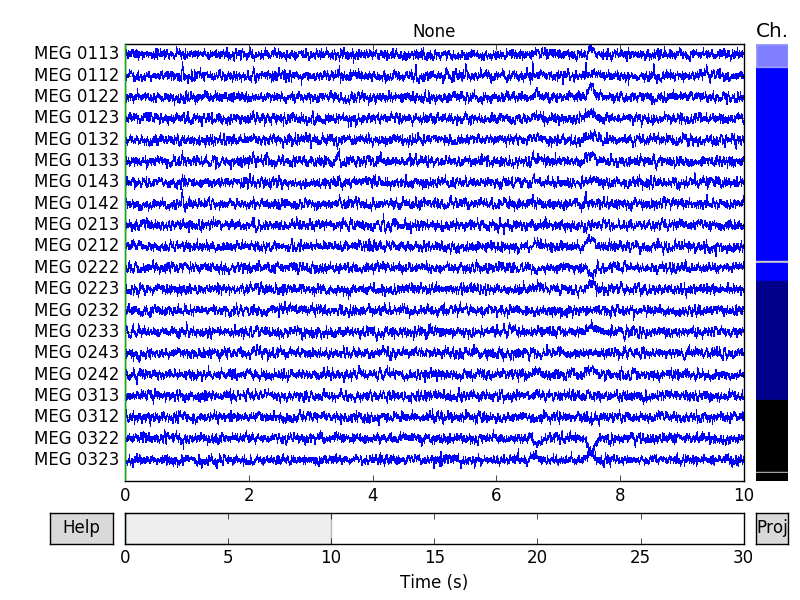 None
Ch.
MEG 0113
MEG 0112
MEG 0122
MEG 0123
MEG 0132
MEG 0133
MEG 0143
MEG 0142
MEG 0213
MEG 0212
MEG 0222
MEG 0223
MEG 0232
MEG 0233
MEG 0243
MEG 0242
MEG 0313
MEG 0312
MEG 0322
MEG 0323
0 2 4 6 8 10
Help
Proj
0 5 10 15 20 25 30
Time (s)